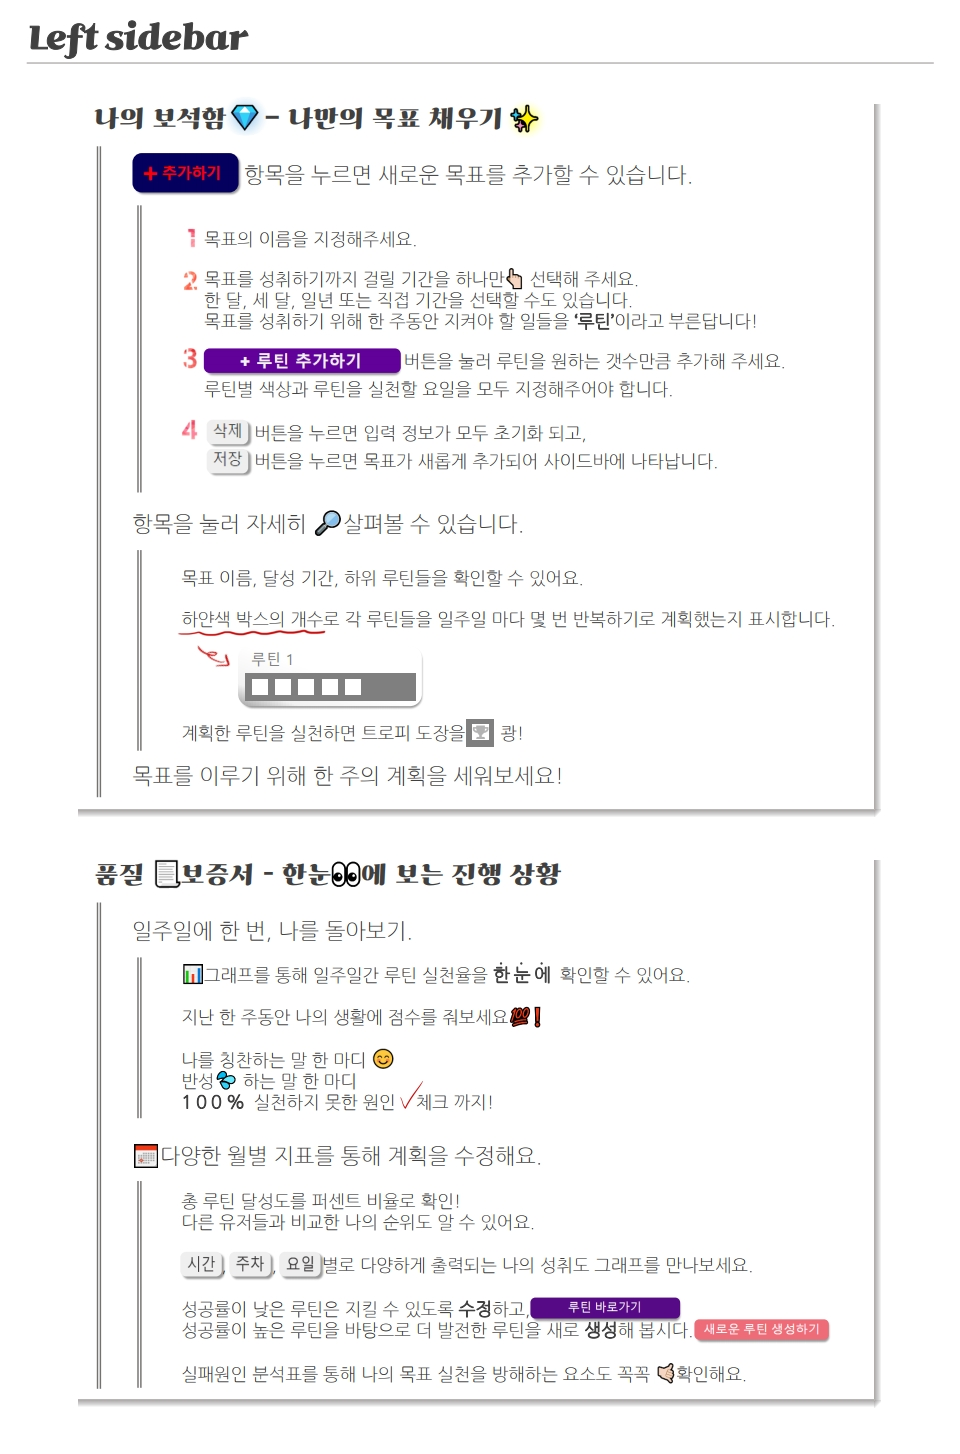 Left sidebar
나의 보석함💎 - 나만의 목표 채우기✨
+ 추가하기 항목을 누르면 새로운 목표를 추가할 수 있습니다.
1 목표의 이름을 지정해주세요.
2 목표를 성취하기까지 걸릴 기간을 하나만👆 선택해 주세요.
한 달, 세 달, 일년 또는 직접 기간을 선택할 수도 있습니다.
목표를 성취하기 위해 한 주동안 지켜야 할 일들을 ‘루틴’이라고 부른답니다!
3 + 루틴 추가하기 버튼을 눌러 루틴을 원하는 갯수만큼 추가해 주세요.
루틴별 색상과 루틴을 실천할 요일을 모두 지정해주어야 합니다.
4 삭제 버튼을 누르면 입력 정보가 모두 초기화 되고,
저장 버튼을 누르면 목표가 새롭게 추가되어 사이드바에 나타납니다.
항목을 눌러 자세히 🔎살펴볼 수 있습니다.
목표 이름, 달성 기간, 하위 루틴들을 확인할 수 있어요.
하얀색 박스의 개수로 각 루틴들을 일주일 마다 몇 번 반복하기로 계획했는지 표시합니다.
루틴 1
계획한 루틴을 실천하면 트로피 도장을🏆 쾅!
목표를 이루기 위해 한 주의 계획을 세워보세요!
품질 📃보증서 - 한눈👀에 보는 진행 상황
일주일에 한 번, 나를 돌아보기.
📊그래프를 통해 일주일간 루틴 실천율을 한눈에 확인할 수 있어요.
지난 한 주동안 나의 생활에 점수를 줘보세요💯❗
나를 칭찬하는 말 한 마디 😊
반성💦 하는 말 한 마디
100% 실천하지 못한 원인 ✓체크 까지!
📅다양한 월별 지표를 통해 계획을 수정해요.
총 루틴 달성도를 퍼센트 비율로 확인!
다른 유저들과 비교한 나의 순위도 알 수 있어요.
시간, 주차, 요일별로 다양하게 출력되는 나의 성취도 그래프를 만나보세요.
성공률이 낮은 루틴은 지킬 수 있도록 수정하고, 루틴 바로가기
성공률이 높은 루틴을 바탕으로 더 발전한 루틴을 새로 생성해 봅시다. 새로운 루틴 생성하기
실패원인 분석표를 통해 나의 목표 실천을 방해하는 요소도 꼭꼭 👍확인해요.